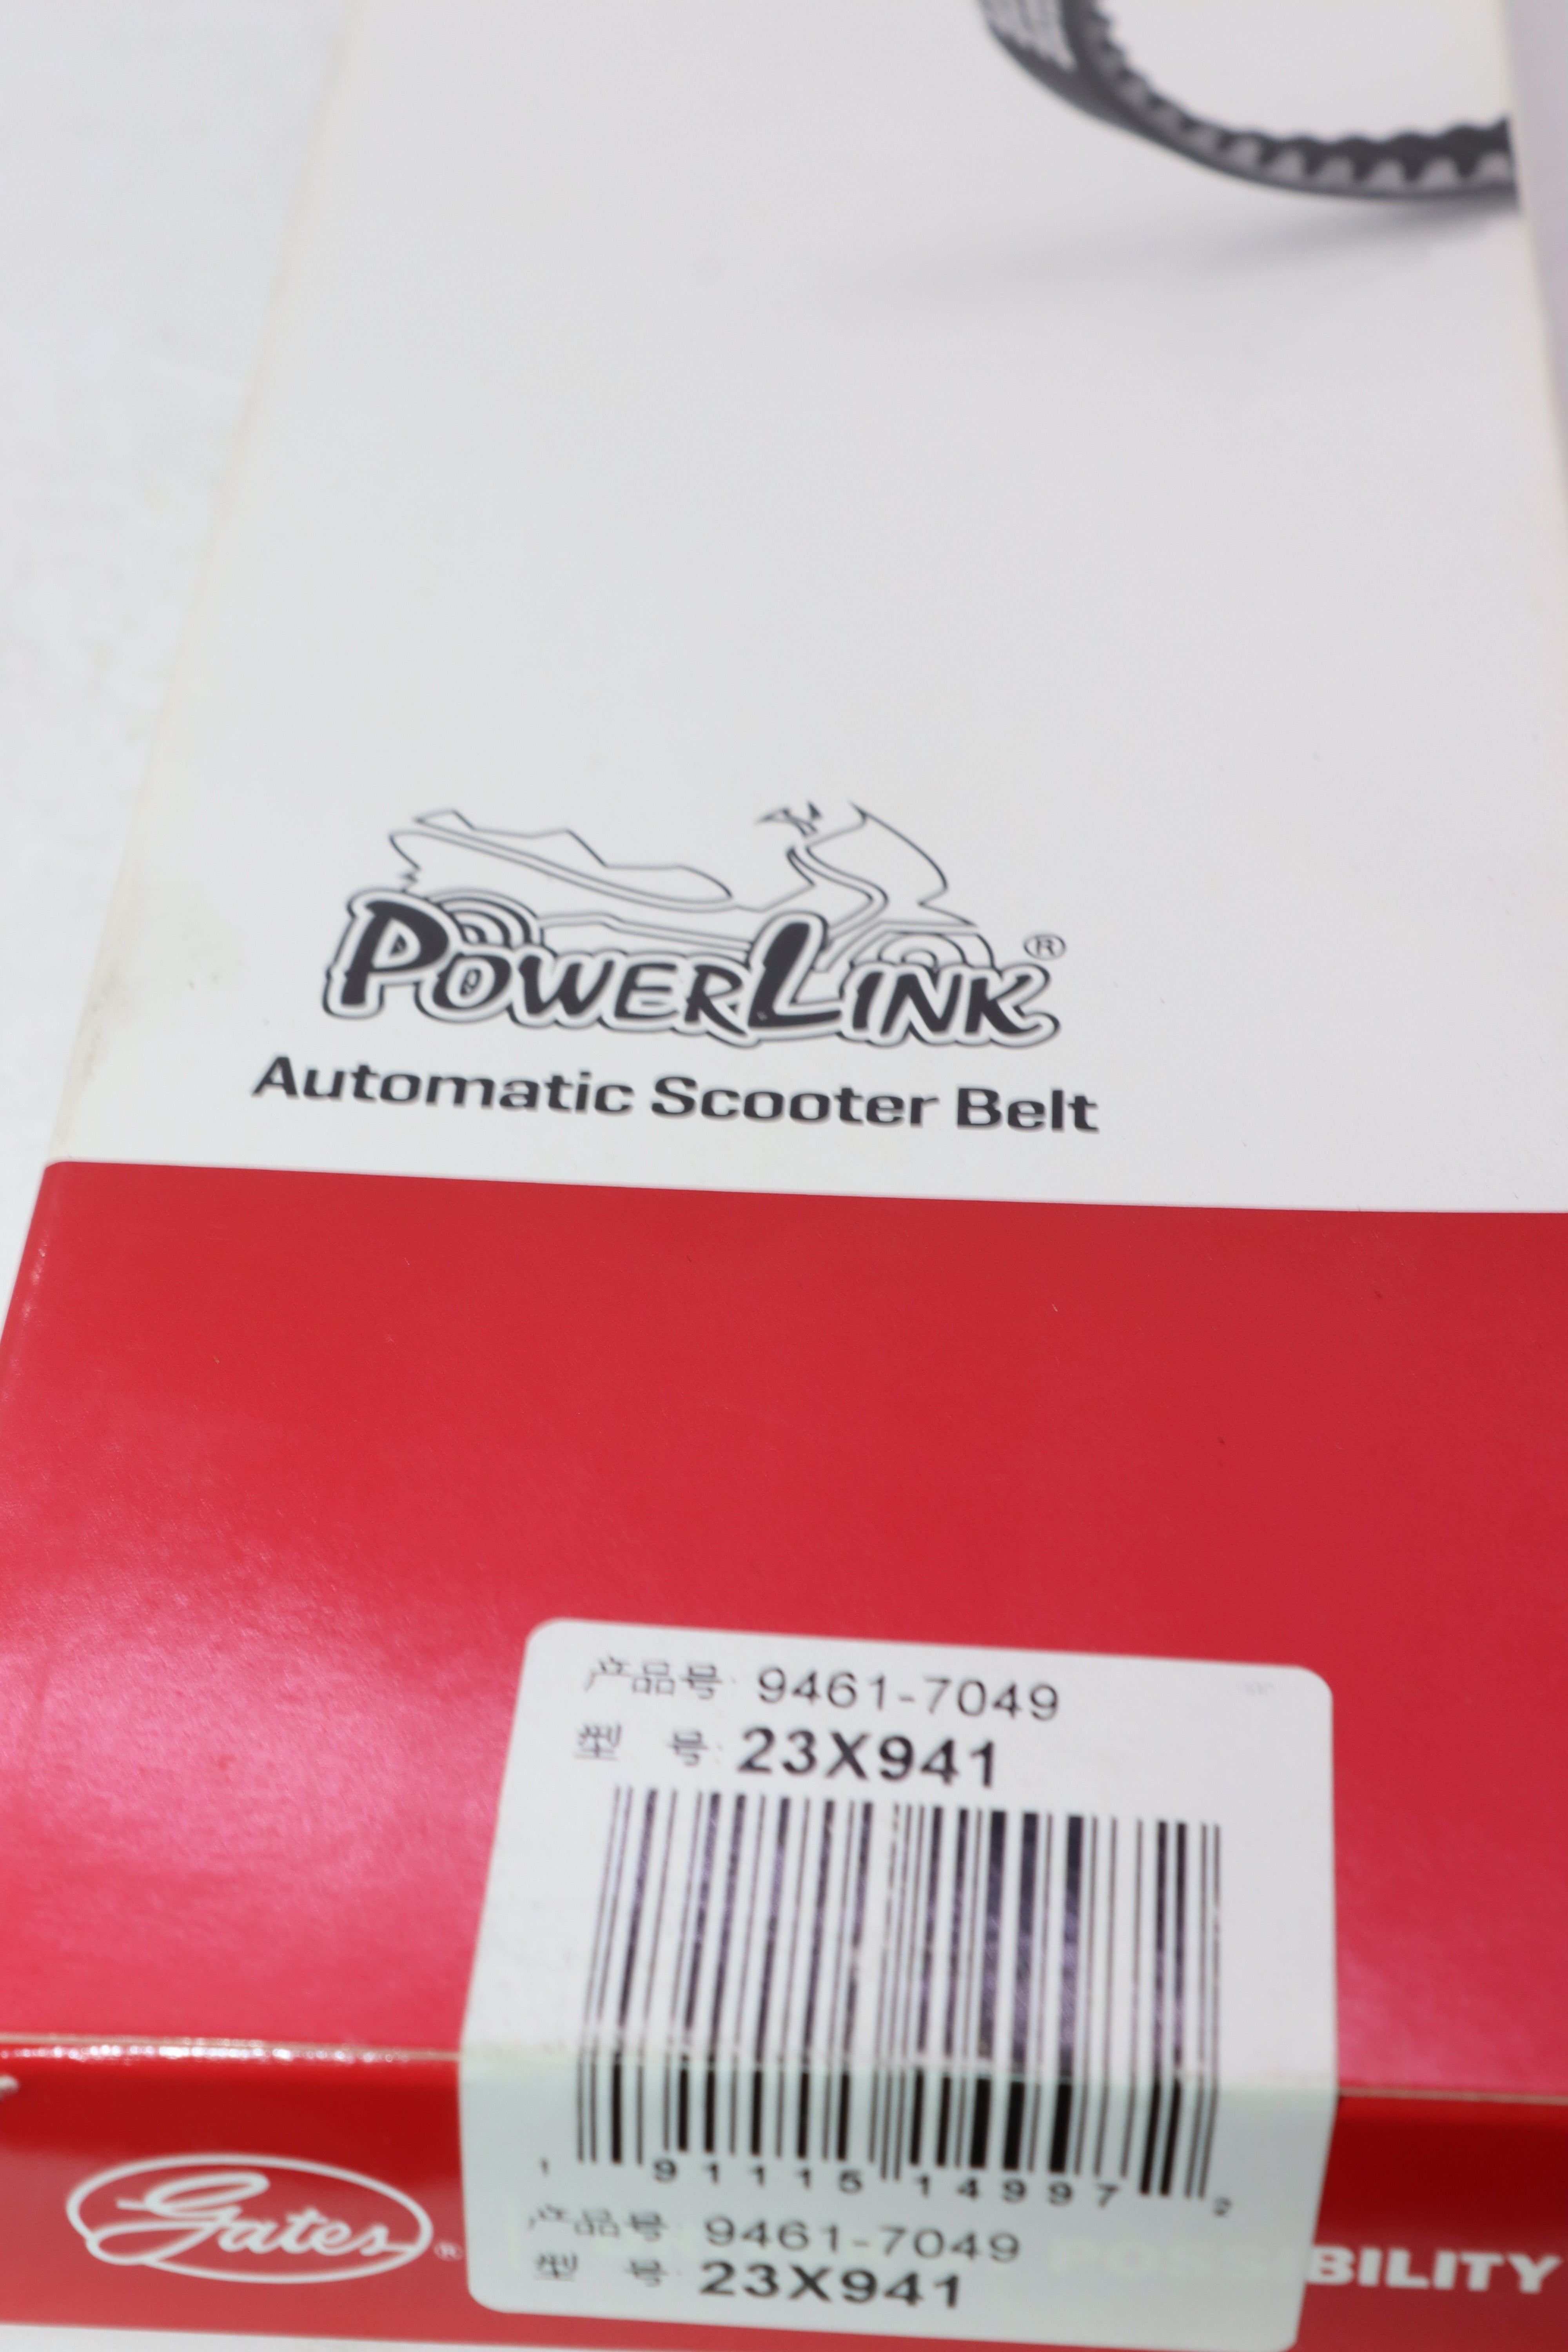 POWERLINK®
Automatic Scooter Belt
产品号: 9461-7049
型 号: 23X941
1 91115 14997 2
产品号: 9461-7049
型 号: 23X941
Gates®
POSSIBILITY